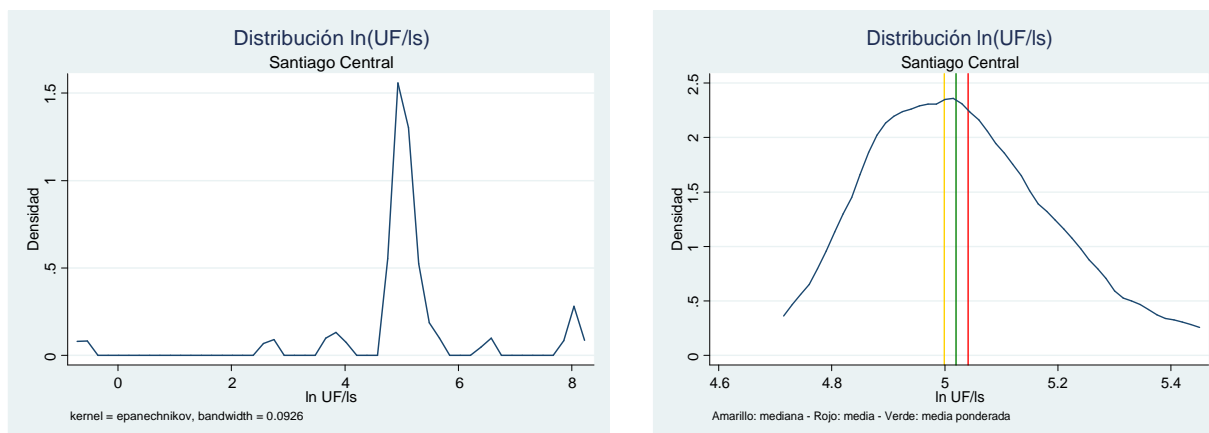 Distribución ln(UF/ls)
Santiago Central
Densidad
0
.5
1
1.5
0
2
4
6
8
ln UF/ls
kernel = epanechnikov, bandwidth = 0.0926
Distribución ln(UF/ls)
Santiago Central
Densidad
0
.5
1
1.5
2
2.5
4.6
4.8
5
5.2
5.4
ln UF/ls
Amarillo: mediana - Rojo: media - Verde: media ponderada